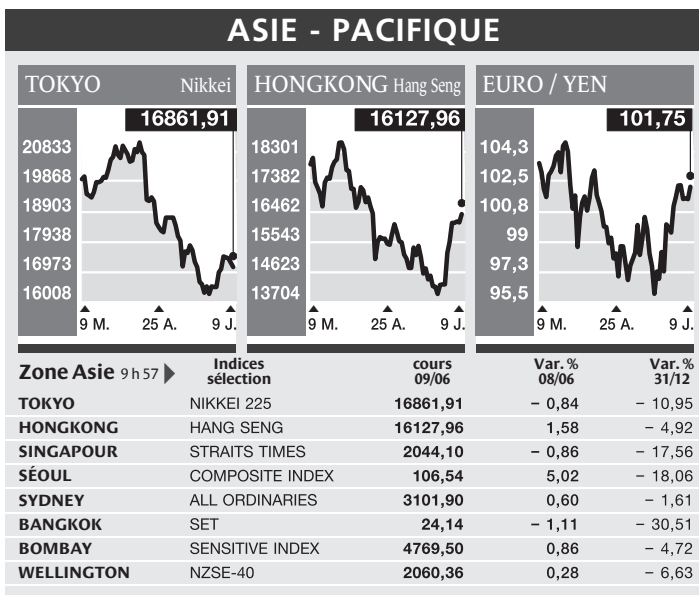 ASIE - PACIFIQUE
TOKYO Nikkei
16861,91
20833
19868
18903
17938
16973
16008
9 M. 25 A. 9 J.
HONGKONG Hang Seng
16127,96
18301
17382
16462
15543
14623
13704
9 M. 25 A. 9 J.
EURO / YEN
101,75
104,3
102,5
100,8
99
97,3
95,5
9 M. 25 A. 9 J.
Zone Asie 9 h 57 Indices sélection cours 09/06 Var. % 08/06 Var. % 31/12
TOKYO NIKKEI 225 16861,91 – 0,84 – 10,95
HONGKONG HANG SENG 16127,96 1,58 – 4,92
SINGAPOUR STRAITS TIMES 2044,10 – 0,86 – 17,56
SÉOUL COMPOSITE INDEX 106,54 5,02 – 18,06
SYDNEY ALL ORDINARIES 3101,90 0,60 – 1,61
BANGKOK SET 24,14 – 1,11 – 30,51
BOMBAY SENSITIVE INDEX 4769,50 0,86 – 4,72
WELLINGTON NZSE-40 2060,36 0,28 – 6,63